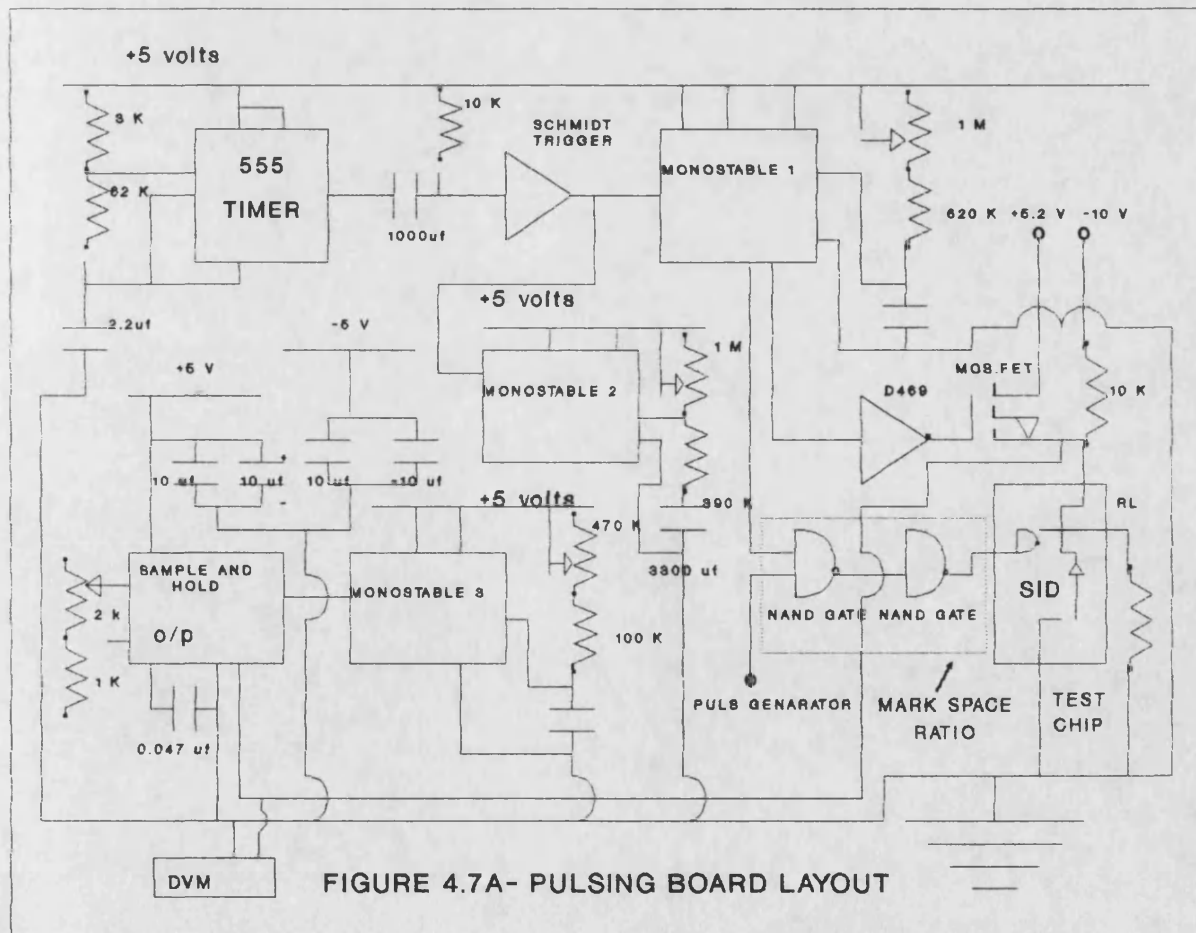 +5 volts
3 K
10 K
SCHMIDT
TRIGGER
1 M
555
TIMER
MONOSTABLE 1
62 K
1000uf
620 K
+5.2 V
-10 V
+5 volts
2.2uf
-5 V
1 M
+5 V
MONOSTABLE 2
MOS.FET
D469
10 K
10 uf
10 uf
10 uf
10 uf
+5 volts
390 K
RL
470 K
SAMPLE AND
HOLD
MONOSTABLE 3
3300 uf
SID
2 k
o/p
100 K
NAND GATE
NAND GATE
1 K
PULS GENARATOR
MARK SPACE
RATIO
TEST
CHIP
0.047 uf
DVM
FIGURE 4.7A- PULSING BOARD LAYOUT